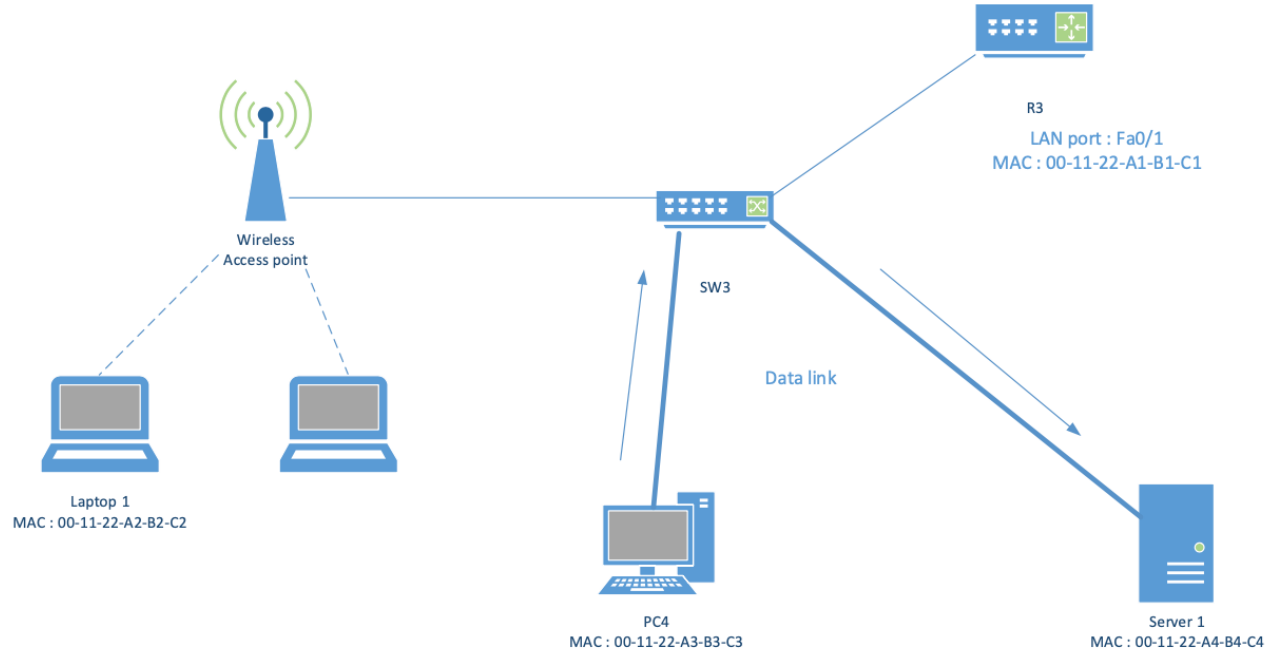 R3
LAN port : Fa0/1
MAC : 00-11-22-A1-B1-C1
Wireless
Access point
SW3
Data link
Laptop 1
MAC : 00-11-22-A2-B2-C2
PC4
MAC : 00-11-22-A3-B3-C3
Server 1
MAC : 00-11-22-A4-B4-C4